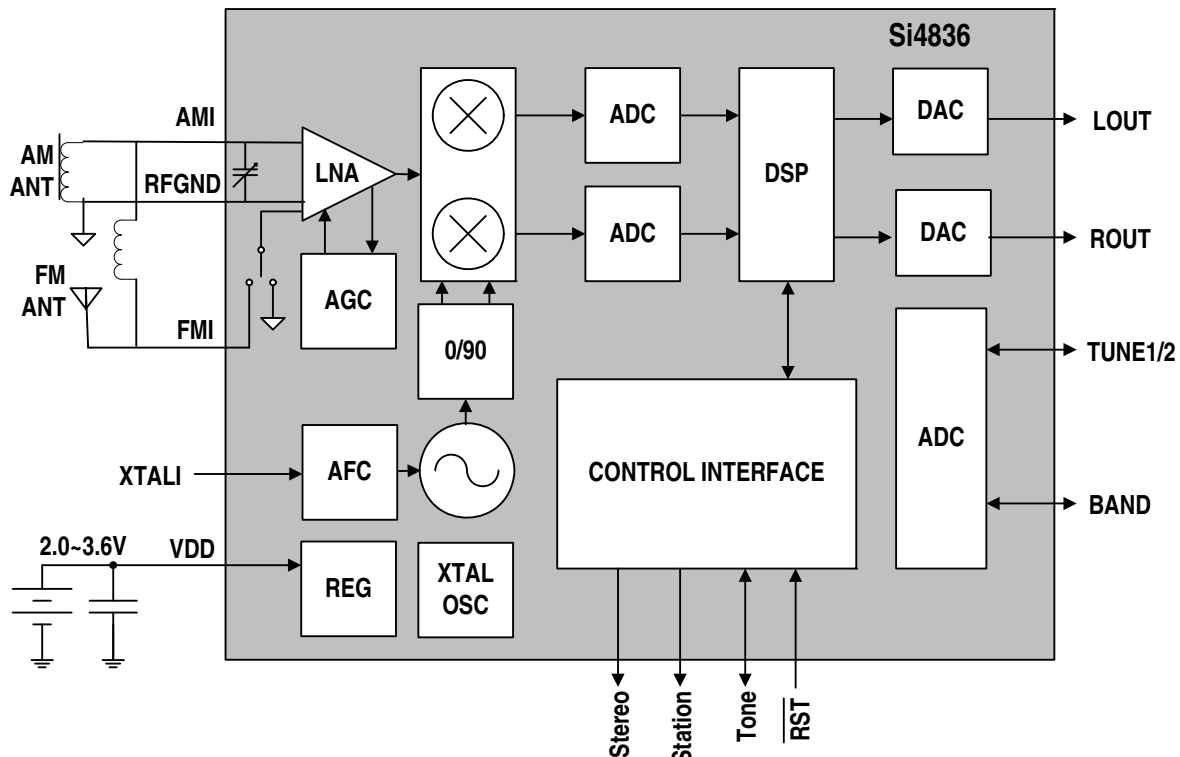 Si4836
AMI
AM
ANT
RFGND
LNA
ADC
DSP
DAC
LOUT
ADC
DAC
ROUT
FM
ANT
FMI
AGC
0/90
TUNE1/2
ADC
BAND
XTALI
AFC
CONTROL INTERFACE
2.0~3.6V
VDD
REG
XTAL
OSC
Stereo
Station
Tone
RST